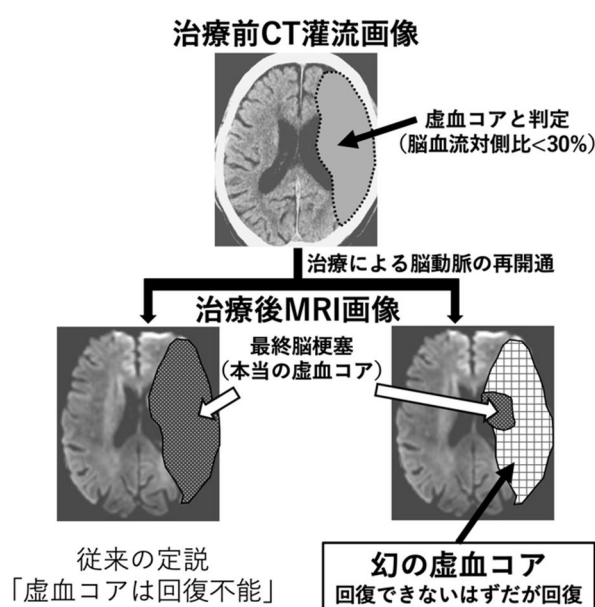 治療前CT灌流画像
虚血コアと判定
(脳血流対側比<30%)
治療による脳動脈の再開通
治療後MRI画像
最終脳梗塞
(本当の虚血コア)
従来の定説
「虚血コアは回復不能」
幻の虚血コア
回復できないはずだが回復